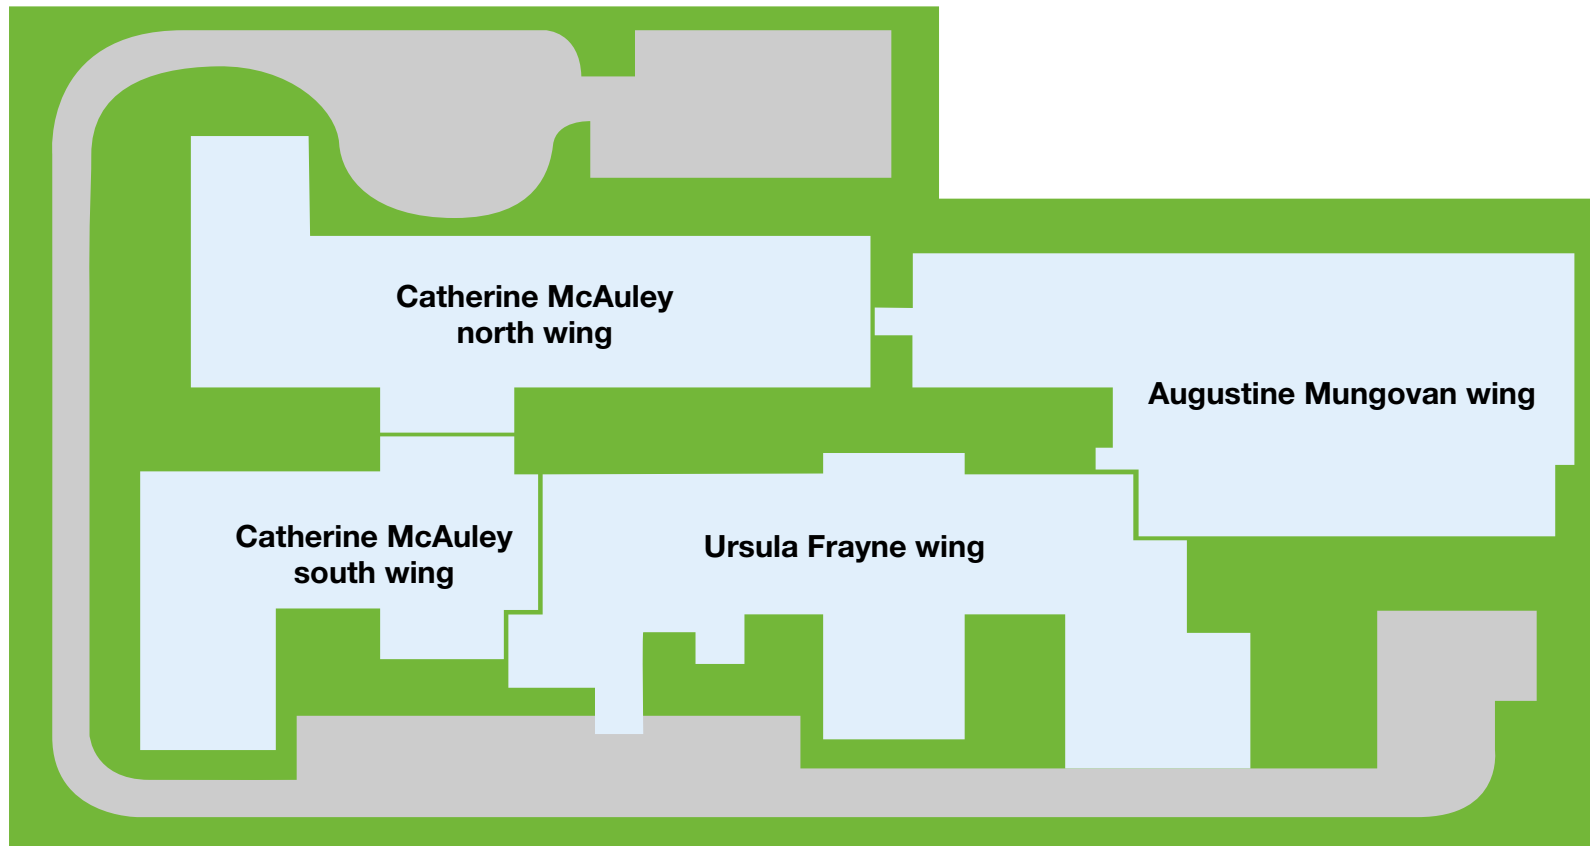 Catherine McAuley
north wing
Augustine Mungovan wing
Catherine McAuley
south wing
Ursula Frayne wing